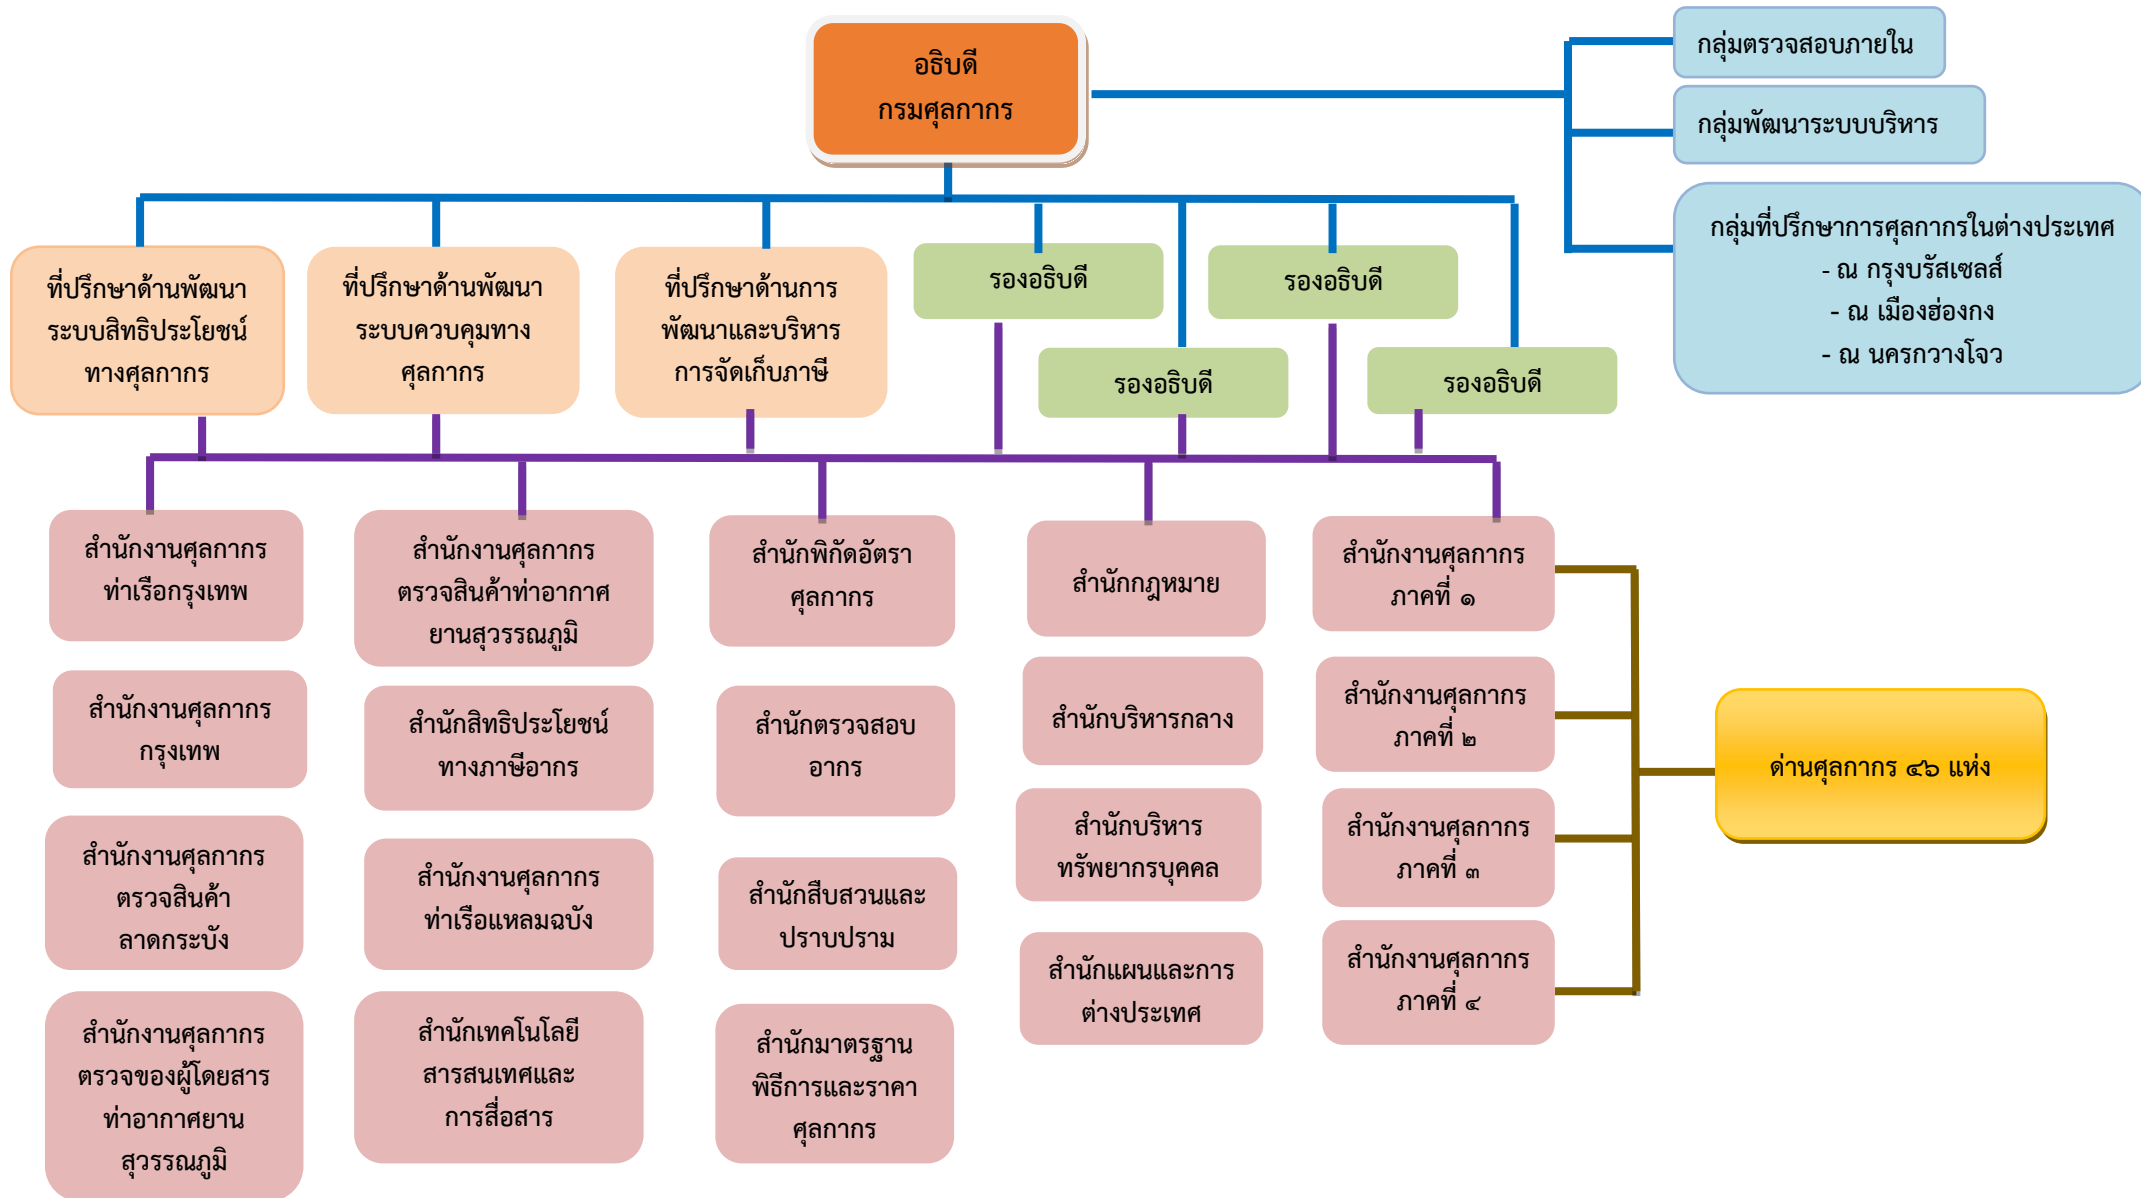 อธิบดี
กรมศุลกากร
กลุ่มตรวจสอบภายใน
กลุ่มพัฒนาระบบบริหาร
กลุ่มที่ปรึกษาการศุลกากรในต่างประเทศ
- ณ กรุงบรัสเซลส์
- ณ เมืองฮ่องกง
- ณ นครกวางโจว
ที่ปรึกษาด้านพัฒนา
ระบบสิทธิประโยชน์
ทางศุลกากร
ที่ปรึกษาด้านพัฒนา
ระบบควบคุมทาง
ศุลกากร
ที่ปรึกษาด้านการ
พัฒนาและบริหาร
การจัดเก็บภาษี
รองอธิบดี
รองอธิบดี
รองอธิบดี
รองอธิบดี
สำนักงานศุลกากร
ท่าเรือกรุงเทพ
สำนักงานศุลกากร
กรุงเทพ
สำนักงานศุลกากร
ตรวจสินค้า
ลาดกระบัง
สำนักงานศุลกากร
ตรวจของผู้โดยสาร
ท่าอากาศยาน
สุวรรณภูมิ
สำนักงานศุลกากร
ตรวจสินค้าท่าอากาศ
ยานสุวรรณภูมิ
สำนักสิทธิประโยชน์
ทางภาษีอากร
สำนักงานศุลกากร
ท่าเรือแหลมฉบัง
สำนักเทคโนโลยี
สารสนเทศและ
การสื่อสาร
สำนักพิกัดอัตรา
ศุลกากร
สำนักตรวจสอบ
อากร
สำนักสืบสวนและ
ปราบปราม
สำนักมาตรฐาน
พิธีการและราคา
ศุลกากร
สำนักกฎหมาย
สำนักบริหารกลาง
สำนักบริหาร
ทรัพยากรบุคคล
สำนักแผนและการ
ต่างประเทศ
สำนักงานศุลกากร
ภาคที่ ๑
สำนักงานศุลกากร
ภาคที่ ๒
สำนักงานศุลกากร
ภาคที่ ๓
สำนักงานศุลกากร
ภาคที่ ๔
ด่านศุลกากร ๔๖ แห่ง